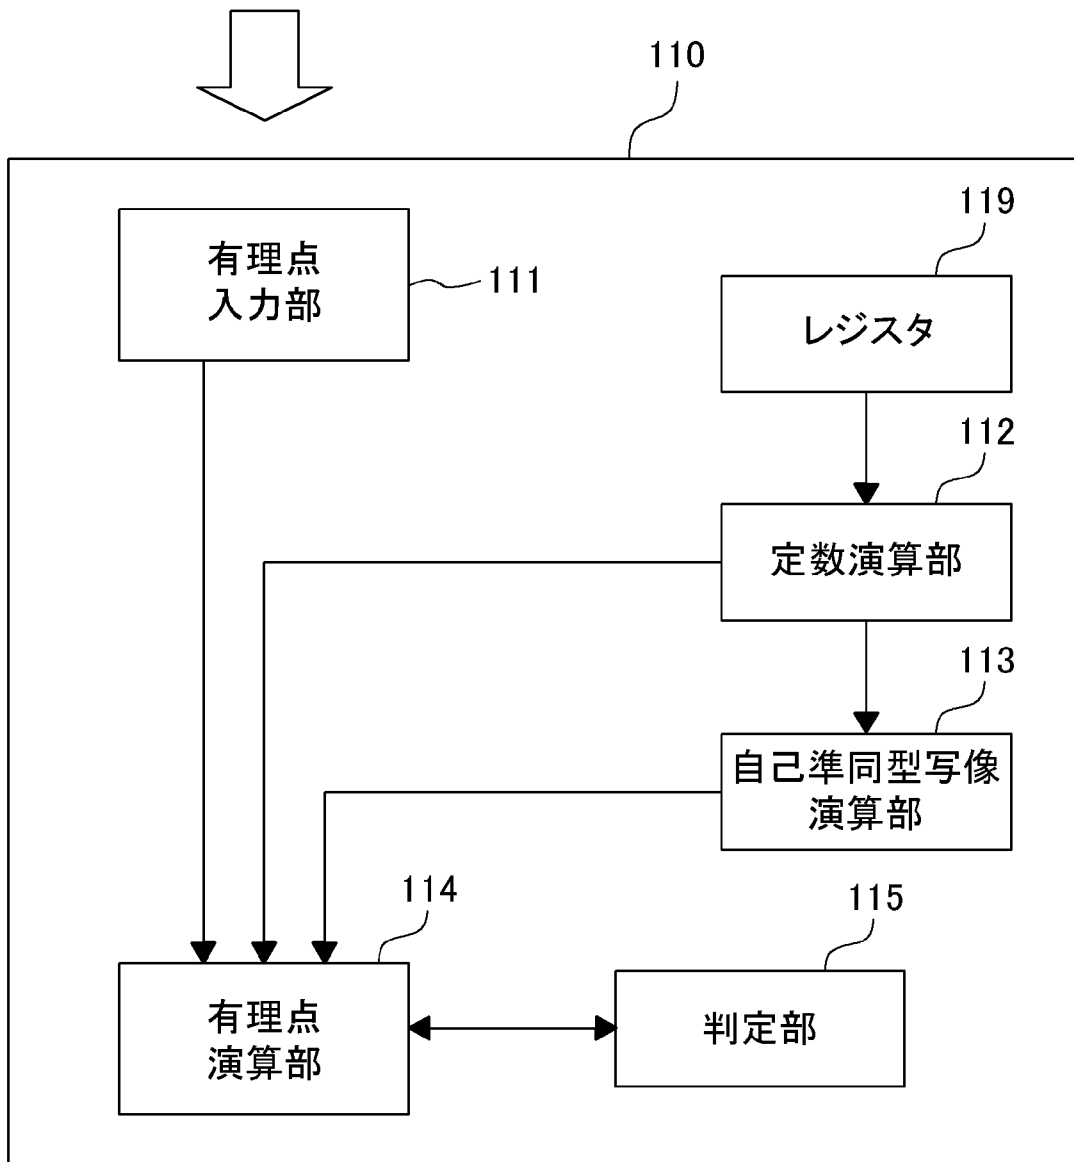 110
119
有理点
入力部
111
レジスタ
112
定数演算部
113
自己準同型写像
演算部
114
115
有理点
演算部
判定部